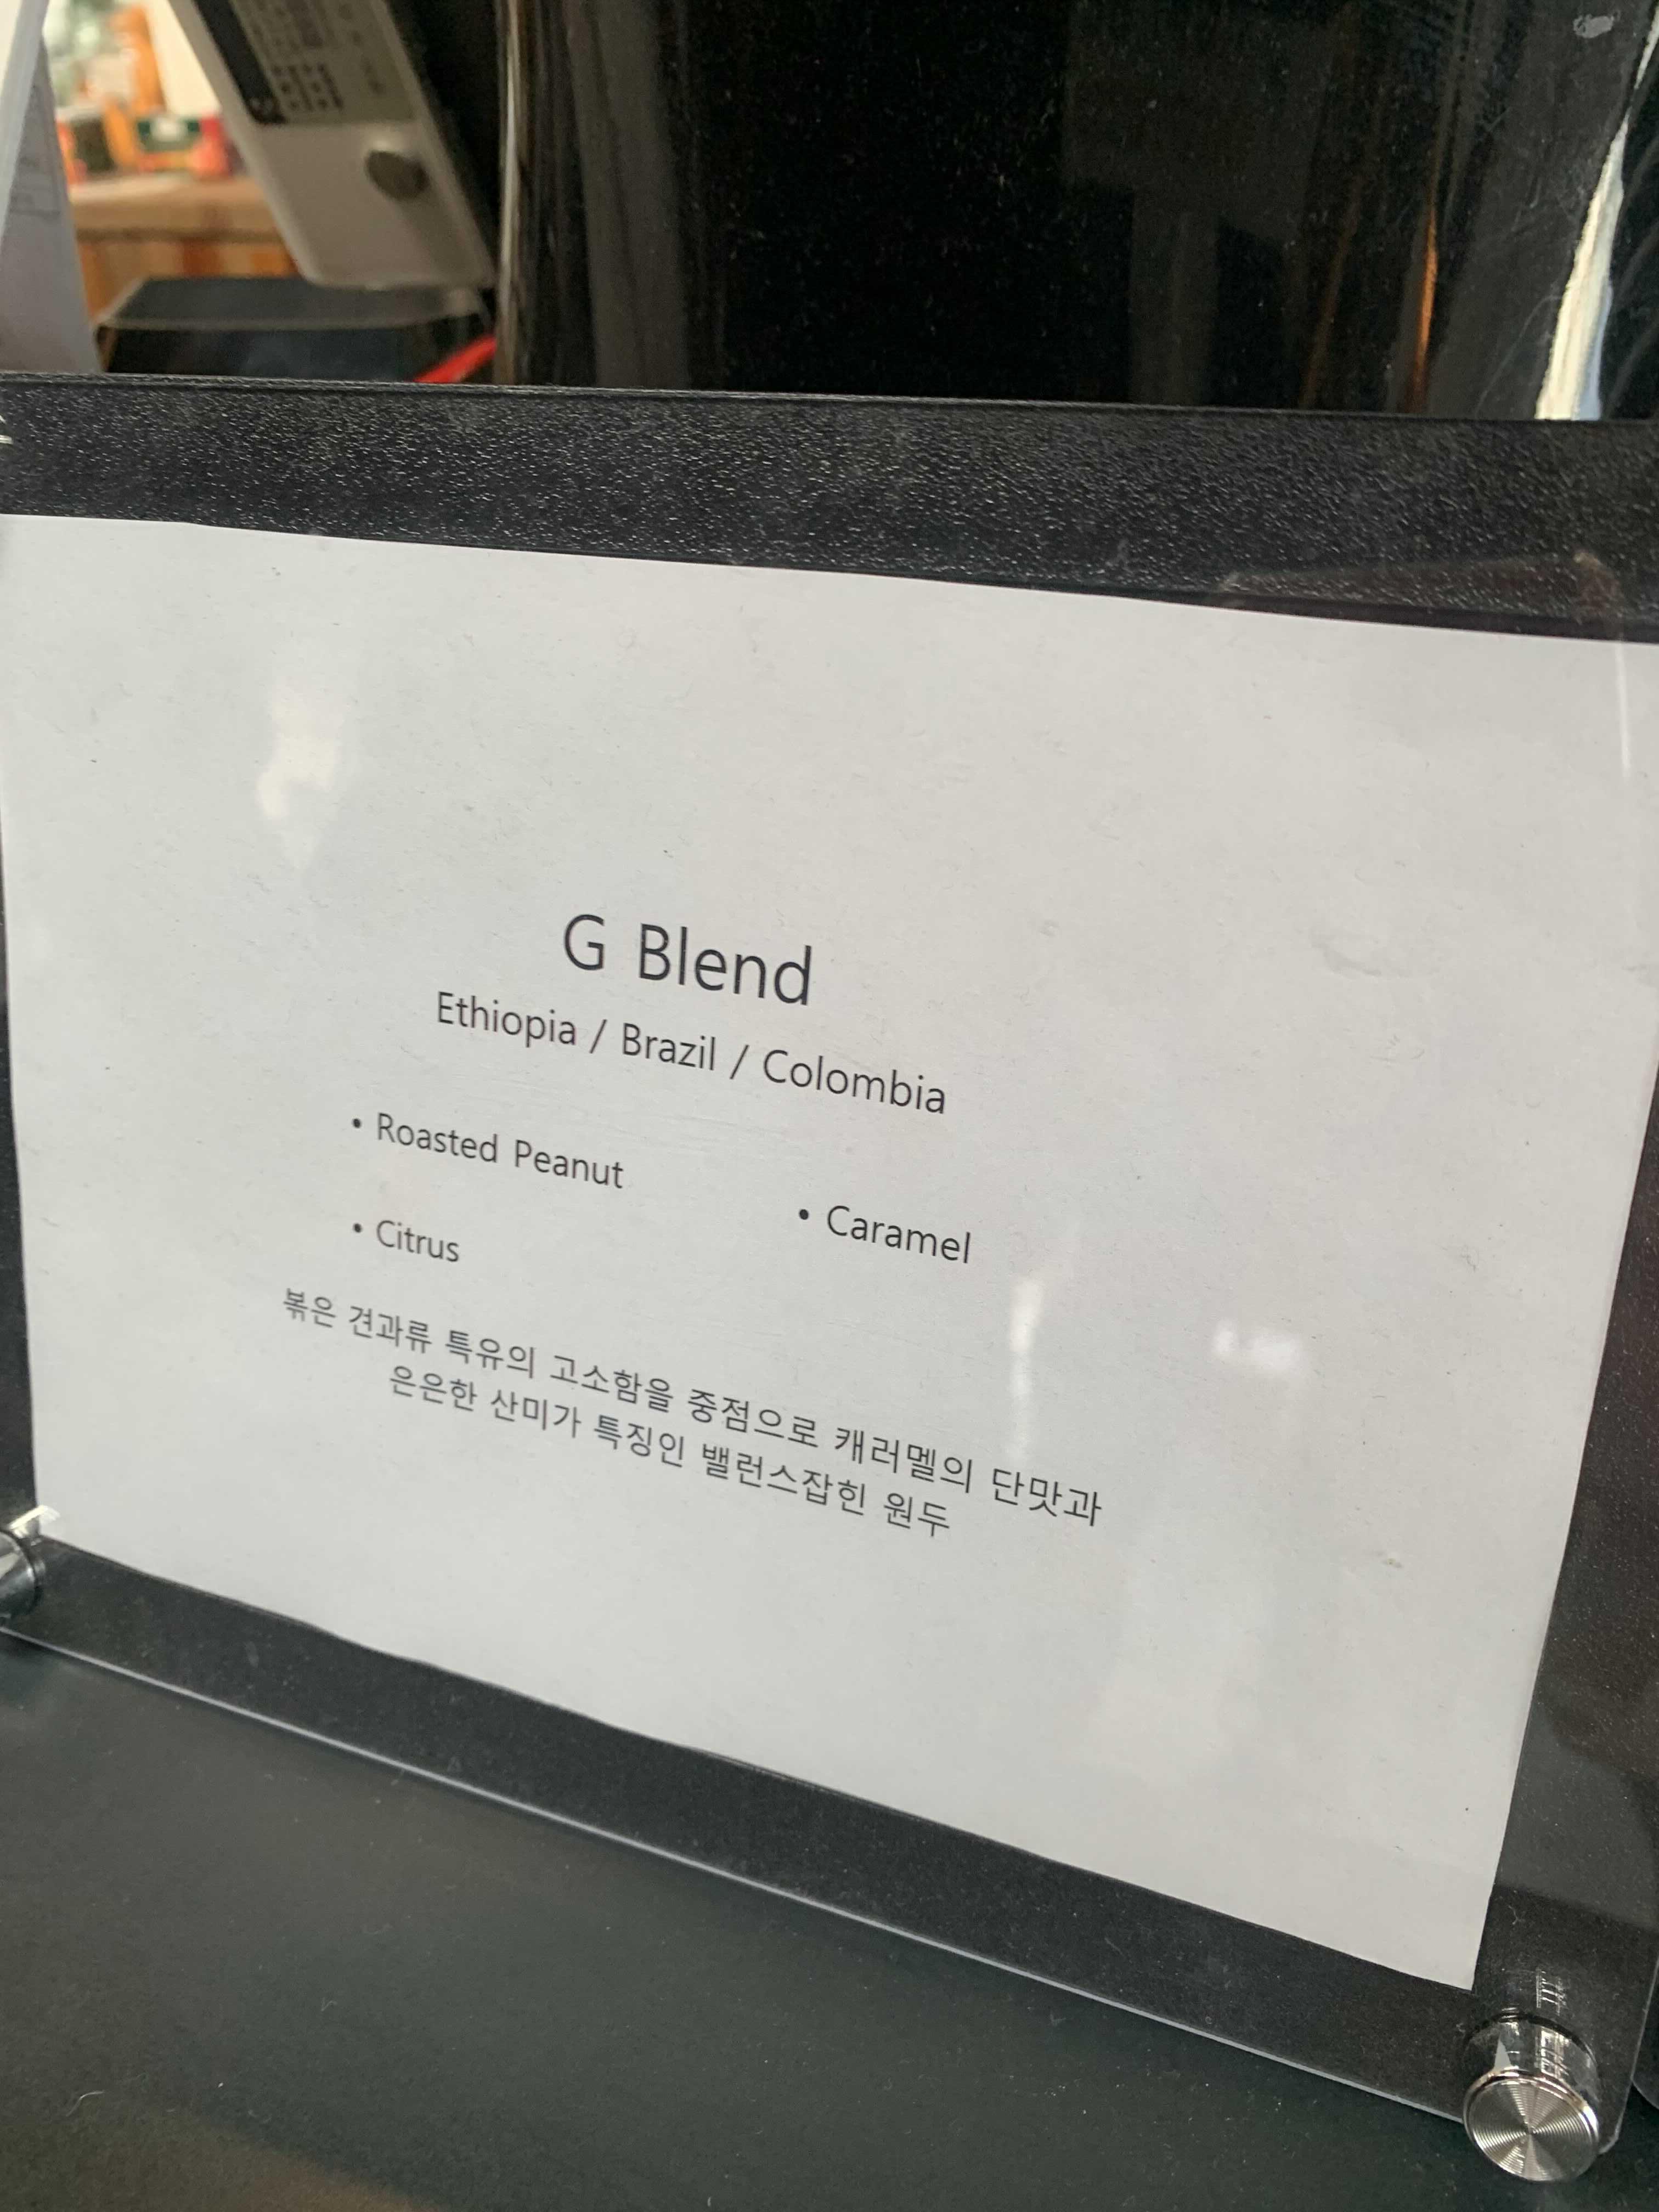 G Blend
Ethiopia / Brazil / Colombia
• Roasted Peanut
• Caramel
• Citrus
볶은 견과류 특유의 고소함을 중점으로 캐러멜의 단맛과
은은한 산미가 특징인 밸런스잡힌 원두